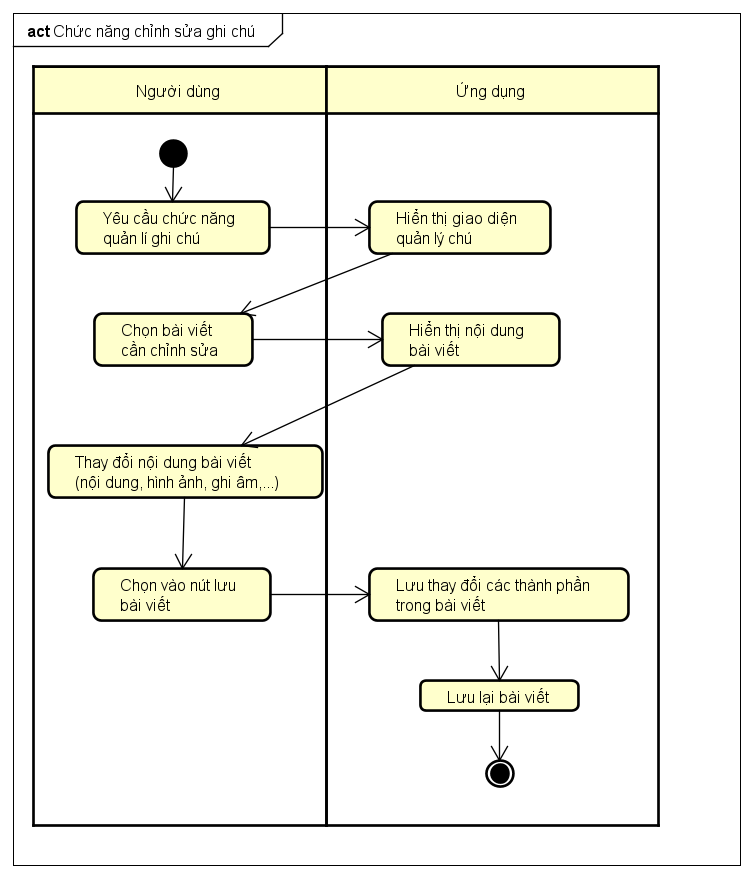 act Chức năng chỉnh sửa ghi chú
Người dùng
Ứng dụng
Yêu cầu chức năng
quản lí ghi chú
Hiển thị giao diện
quản lý chú
Chọn bài viết
cần chỉnh sửa
Hiển thị nội dung
bài viết
Thay đổi nội dung bài viết
(nội dung, hình ảnh, ghi âm,...)
Chọn vào nút lưu
bài viết
Lưu thay đổi các thành phần
trong bài viết
Lưu lại bài viết